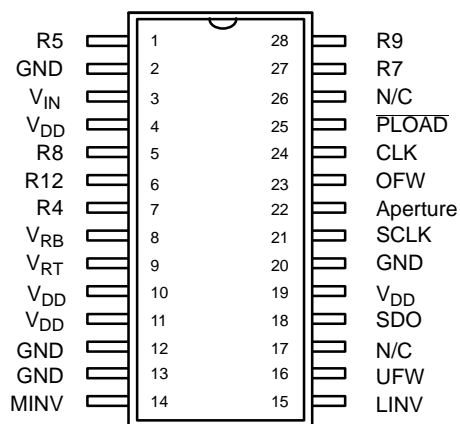 R5 1 28 R9
GND 2 27 R7
VIN 3 26 N/C
VDD 4 25 PLOAD
R8 5 24 CLK
R12 6 23 OFW
R4 7 22 Aperture
VRB 8 21 SCLK
VRT 9 20 GND
VDD 10 19 VDD
VDD 11 18 SDO
GND 12 17 N/C
GND 13 16 UFW
MINV 14 15 LINV